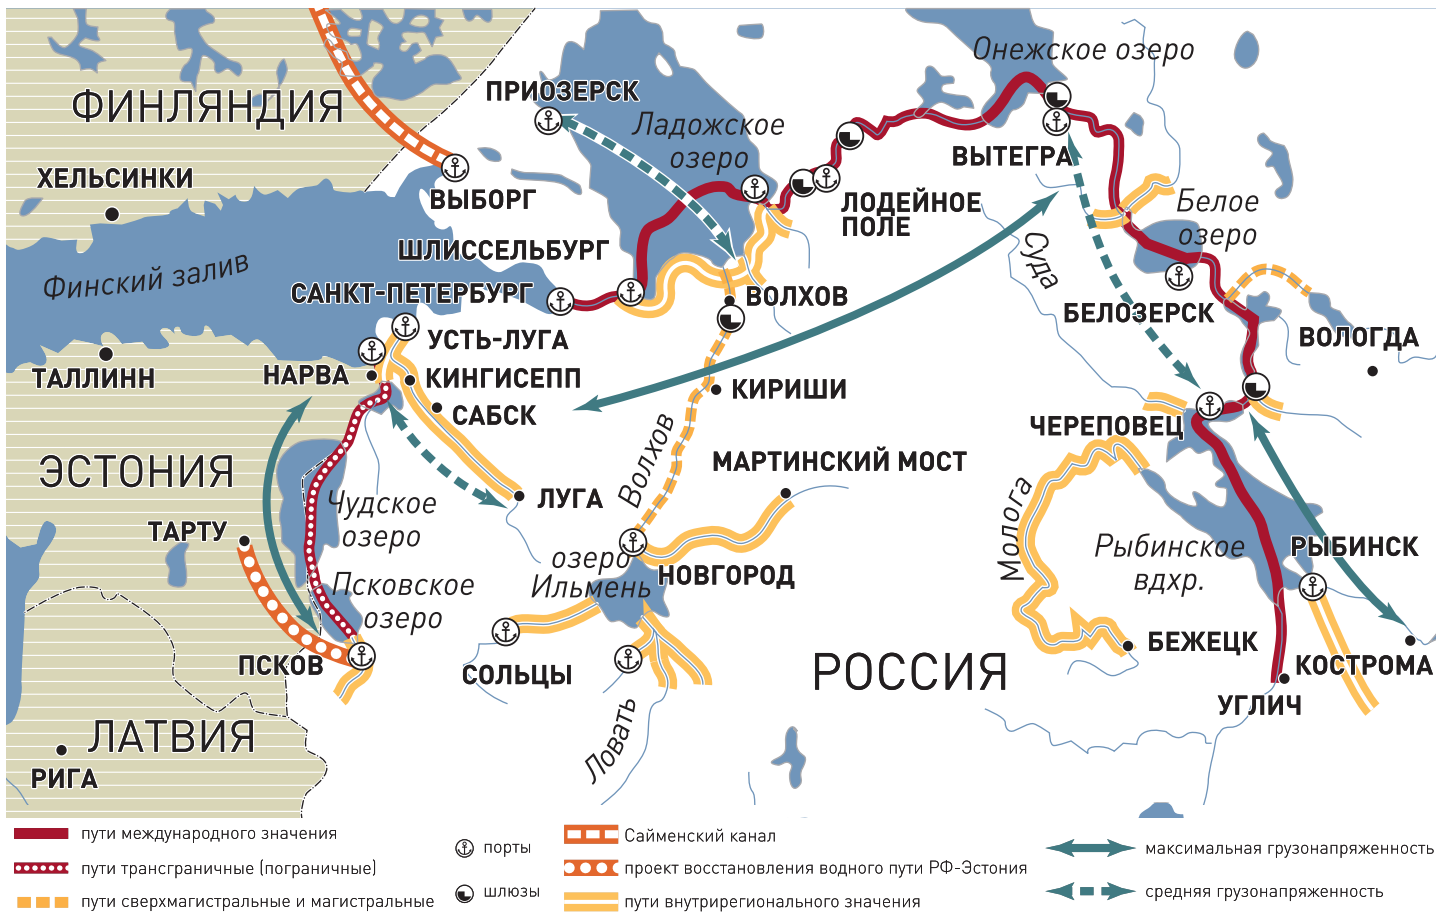 Онежское озеро
ФИНЛЯНДИЯ
ПРИОЗЕРСК
Ладожское
озеро
ВЫТЕГРА
ХЕЛЬСИНКИ
ВЫБОРГ
ЛОДЕЙНОЕ
ПОЛЕ
Белое
озеро
ШЛИССЕЛЬБУРГ
Суда
Финский залив
САНКТ-ПЕТЕРБУРГ
ВОЛХОВ
БЕЛОЗЕРСК
ВОЛОГДА
УСТЬ-ЛУГА
ТАЛЛИНН
НАРВА
КИНГИСЕПП
КИРИШИ
САБСК
ЧЕРЕПОВЕЦ
Волхов
МАРТИНСКИЙ МОСТ
ЭСТОНИЯ
ЛУГА
Чудское
озеро
Молога
ТАРТУ
озеро
Ильмень
НОВГОРОД
Рыбинское
вдхр.
РЫБИНСК
Псковское
озеро
ПСКОВ
СОЛЬЦЫ
РОССИЯ
БЕЖЕЦК
КОСТРОМА
УГЛИЧ
Ловать
ЛАТВИЯ
РИГА
пути международного значения
пути трансграничные (пограничные)
пути сверхмагистральные и магистральные
порты
шлюзы
Сайменский канал
проект восстановления водного пути РФ-Эстония
пути внутрирегионального значения
максимальная грузонапряженность
средняя грузонапряженность